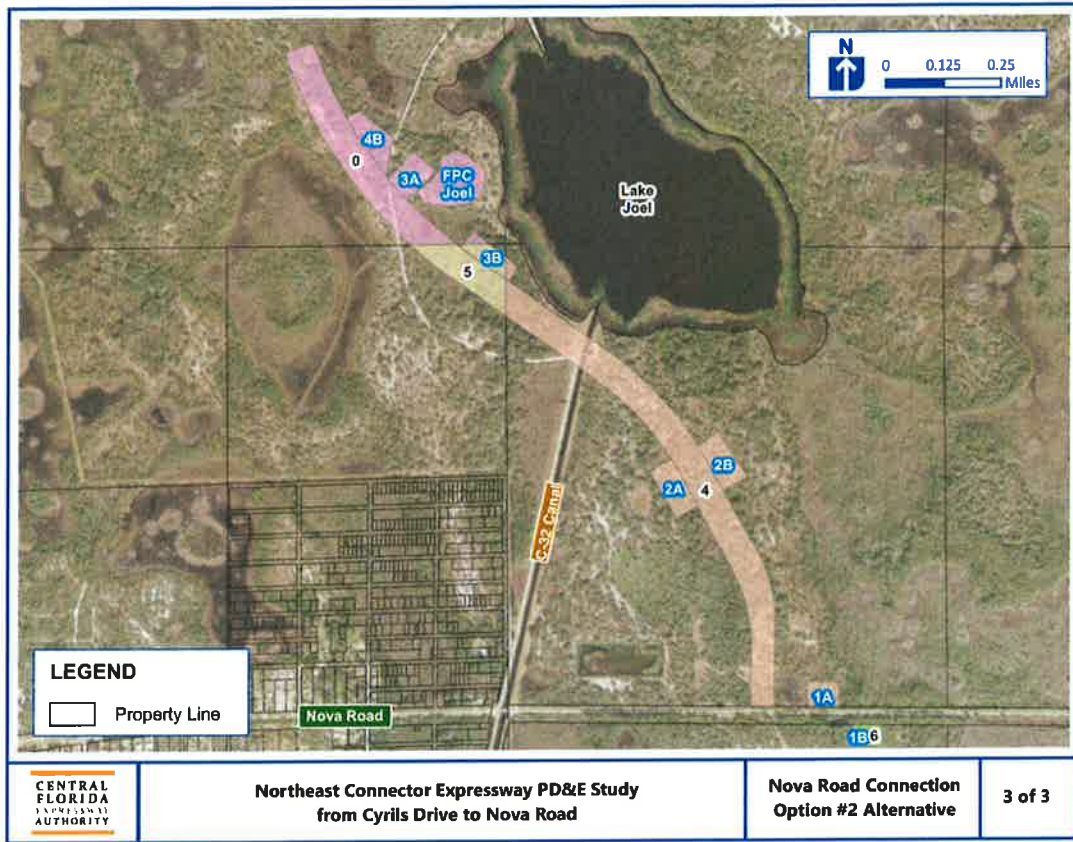 N
0 0.125 0.25
Miles
4B
0
3A
FPC
Joel
Lake
Joel
3B
5
2B
2A
4
C-32 Canal
LEGEND
Property Line
Nova Road
1A
1B 6
CENTRAL
FLORIDA
EXPRESSWAY
AUTHORITY
Northeast Connector Expressway PD&E Study
from Cyrils Drive to Nova Road
Nova Road Connection
Option #2 Alternative
3 of 3